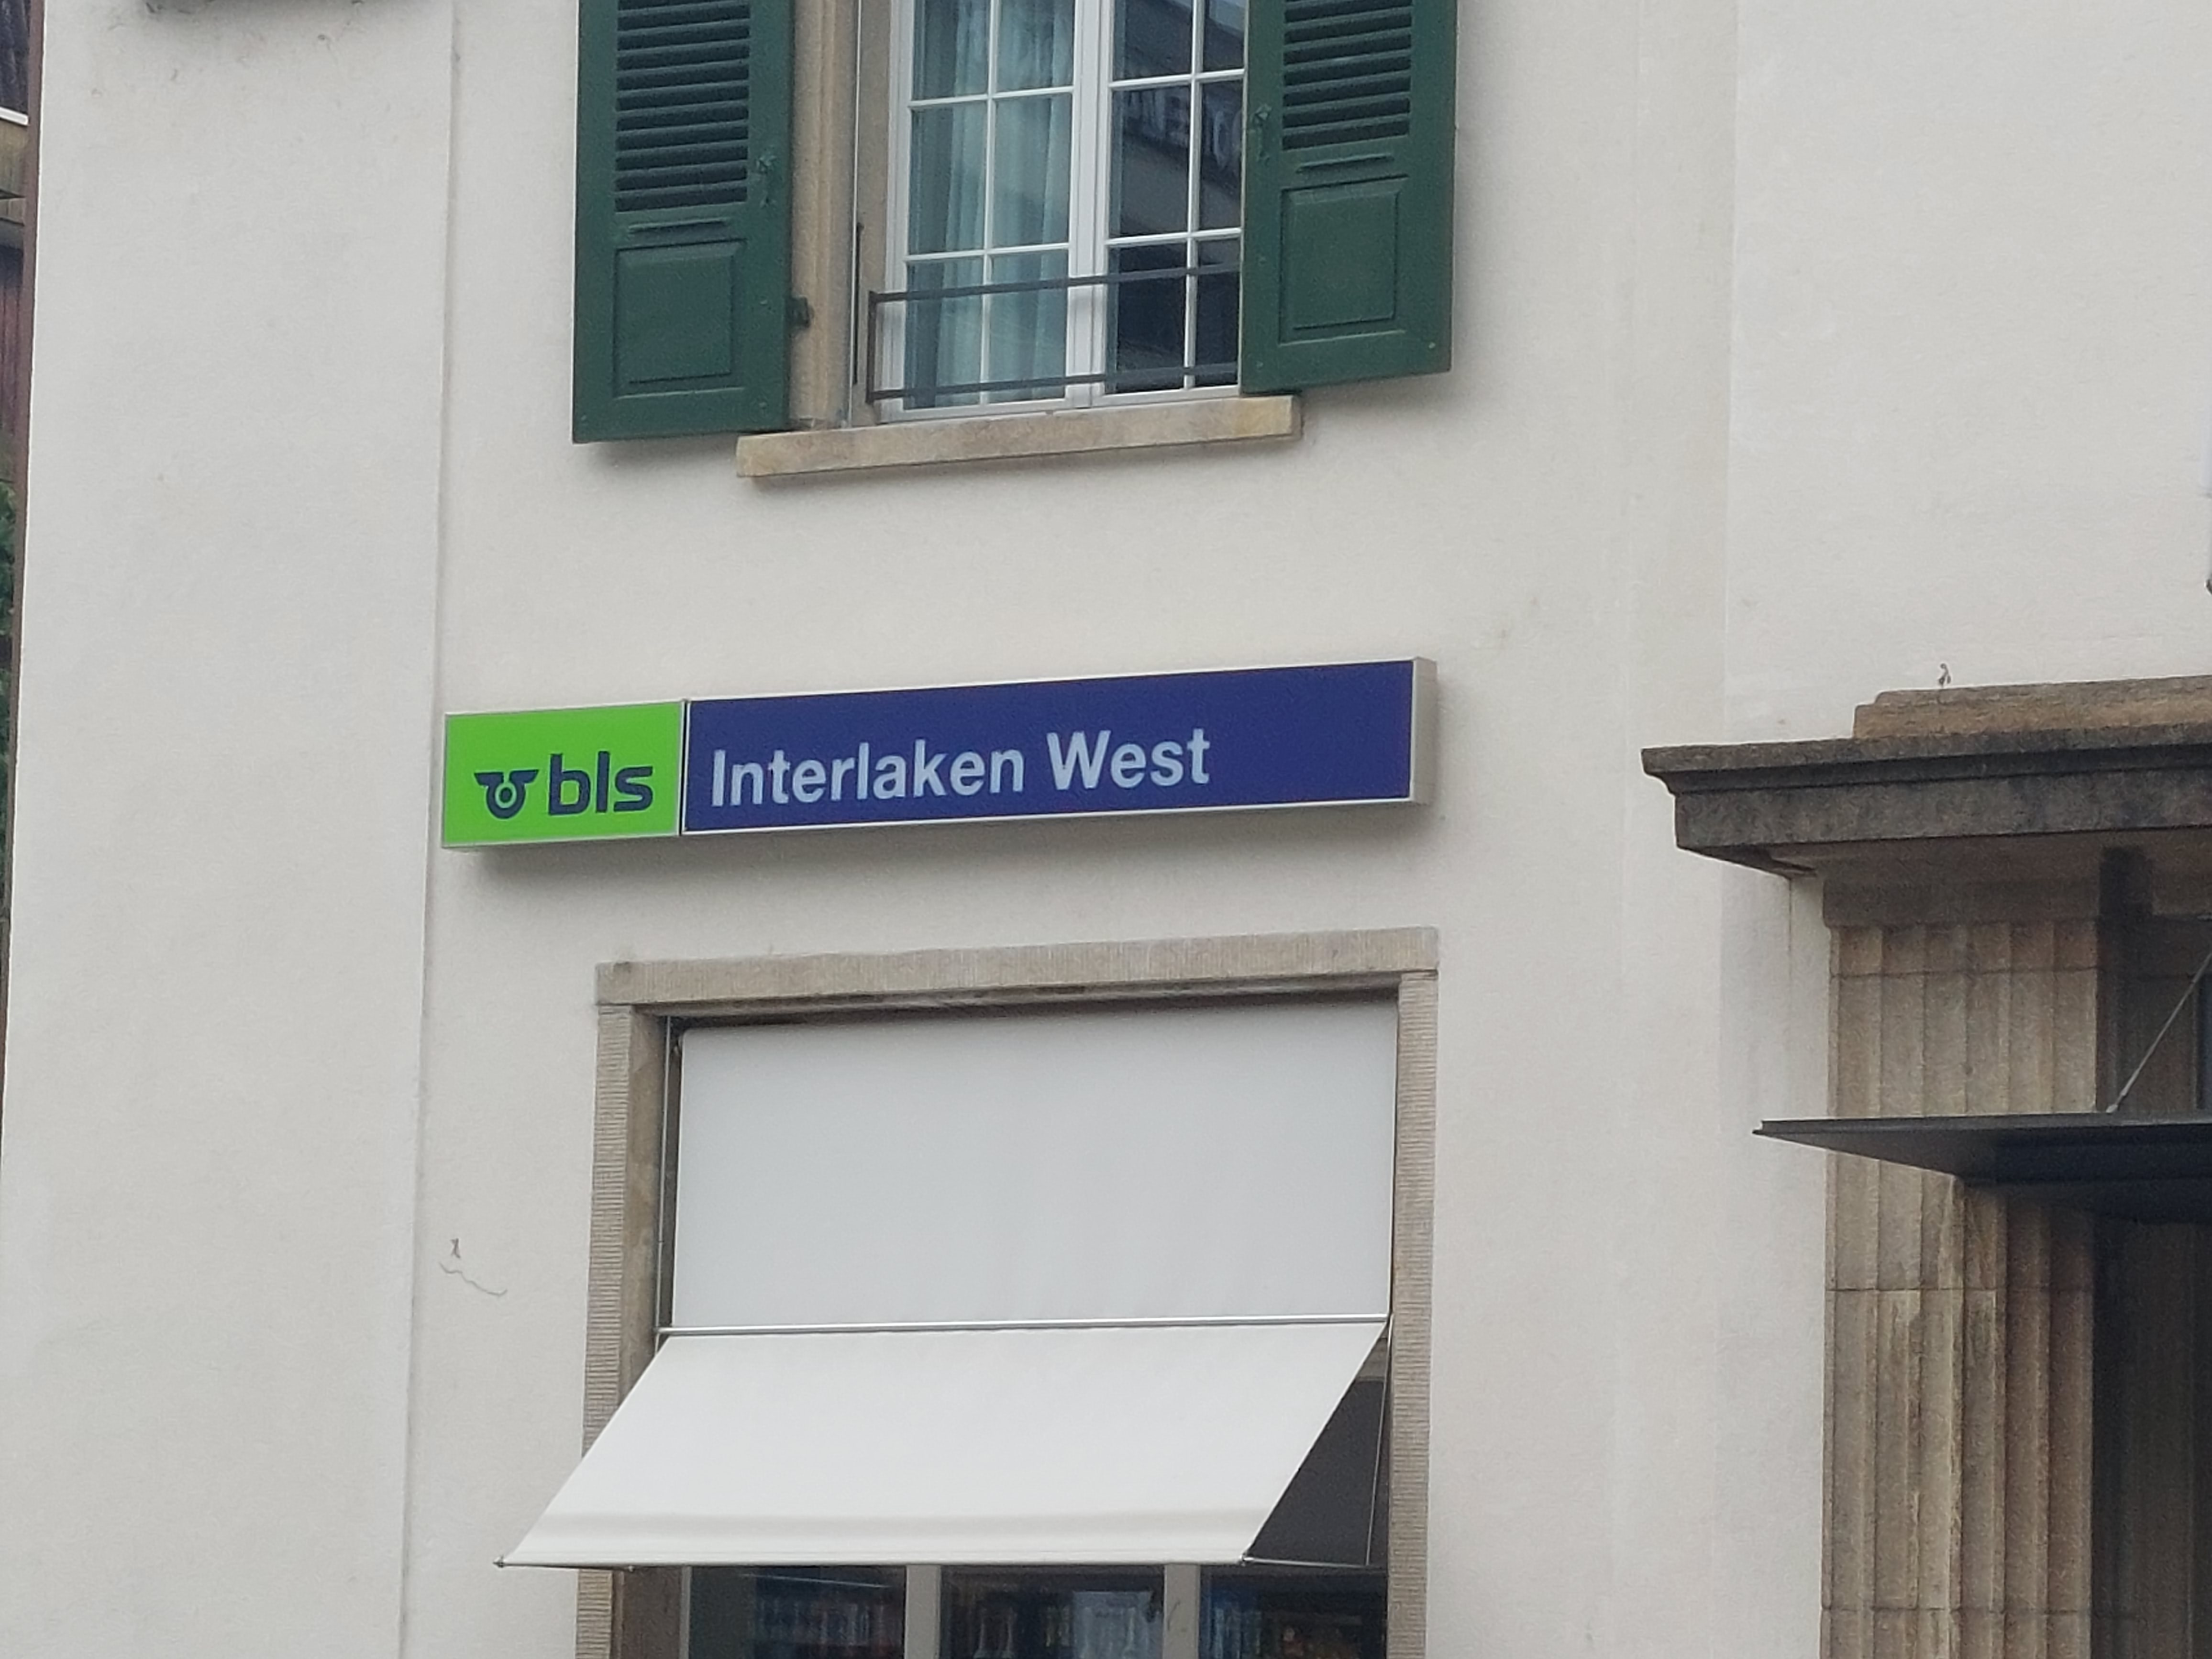 bls Interlaken West